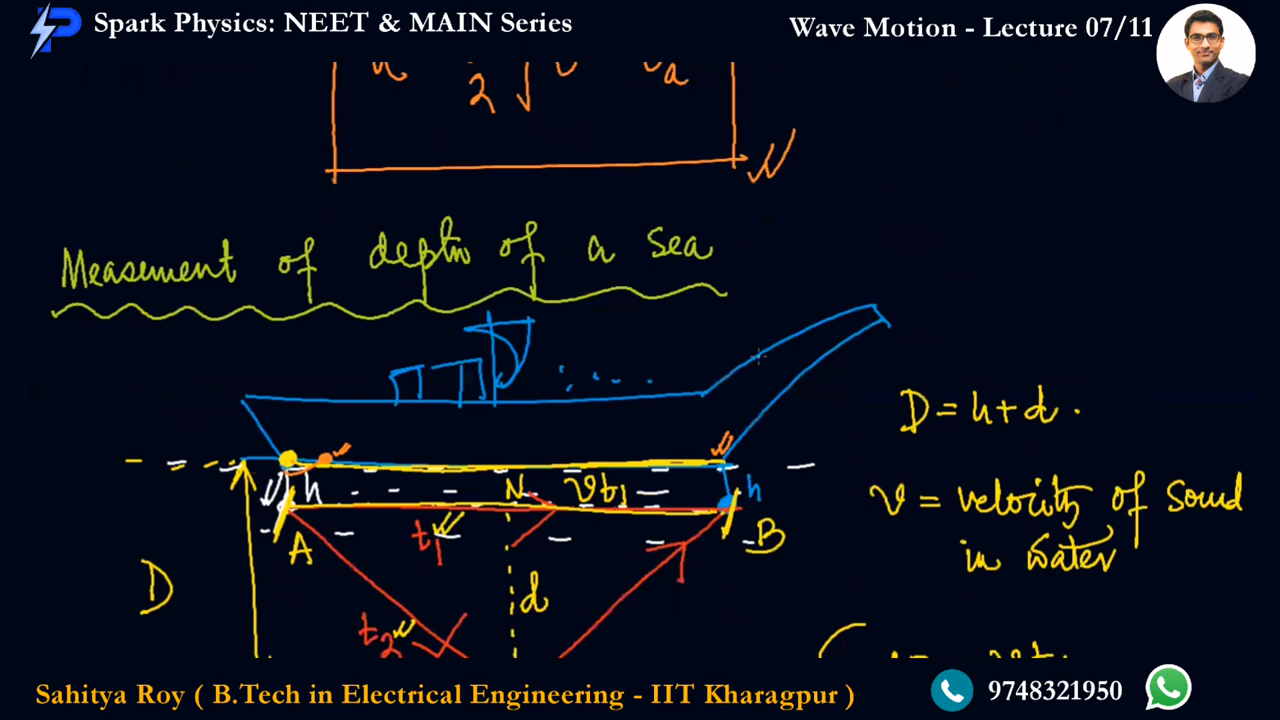 Spark Physics: NEET & MAIN Series
Wave Motion - Lecture 07/11
2 √
Measement of depth of a sea
D = h + d .
h N vt₁ h
v = velocity of Sound
in water
A t₁ B
D d
t₂
Sahitya Roy ( B.Tech in Electrical Engineering - IIT Kharagpur ) 9748321950